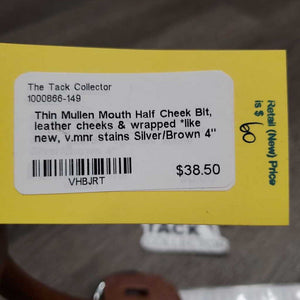 The Tack Collector
1000866-149
Thin Mullen Mouth Half Cheek Bit,
leather cheeks & wrapped *like
new, v.mnr stains Silver/Brown 4"
$38.50
VHBJRT
Retail (New) Price
is $ 60
TACK